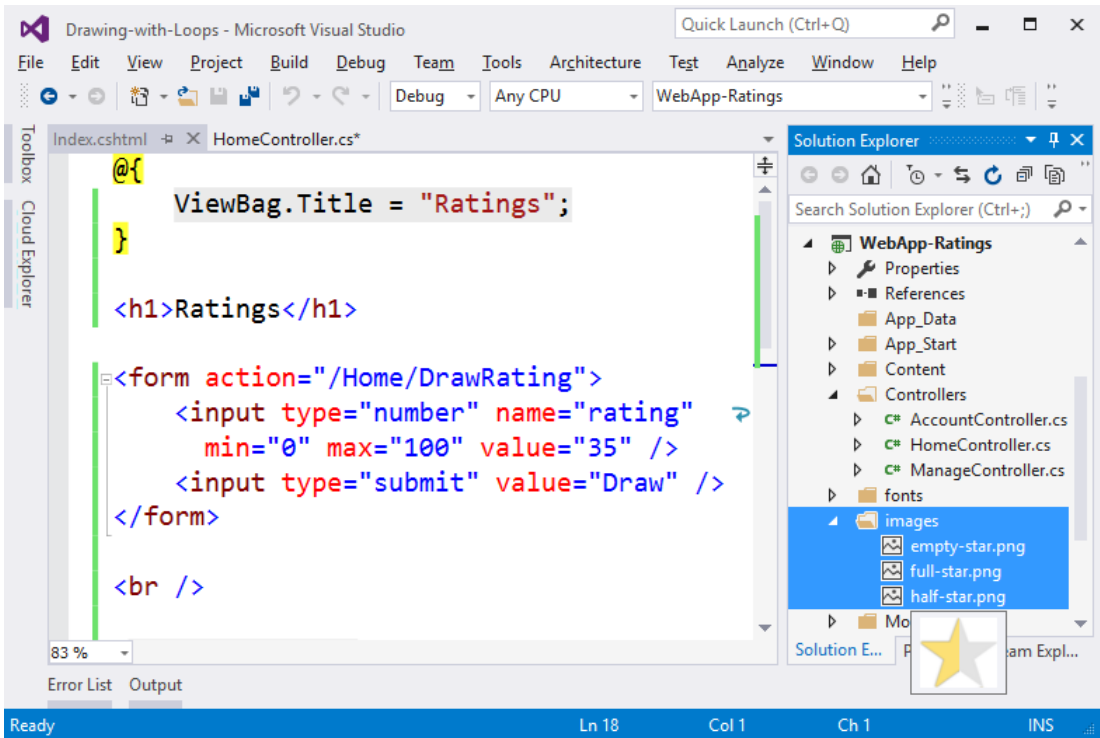 Drawing-with-Loops - Microsoft Visual Studio
Quick Launch (Ctrl+Q)
File Edit View Project Build Debug Team Tools Architecture Test Analyze Window Help
Debug Any CPU WebApp-Ratings
Toolbox
Cloud Explorer
Index.cshtml HomeController.cs*
@{
ViewBag.Title = "Ratings";
}
<h1>Ratings</h1>
<form action="/Home/DrawRating">
<input type="number" name="rating"
min="0" max="100" value="35" />
<input type="submit" value="Draw" />
</form>
<br />
83 %
Solution Explorer
Search Solution Explorer (Ctrl+;)
WebApp-Ratings
Properties
References
App_Data
App_Start
Content
Controllers
C# AccountController.cs
C# HomeController.cs
C# ManageController.cs
fonts
images
empty-star.png
full-star.png
half-star.png
Mo
Solution E... P am Expl...
Error List Output
Ready Ln 18 Col 1 Ch 1 INS